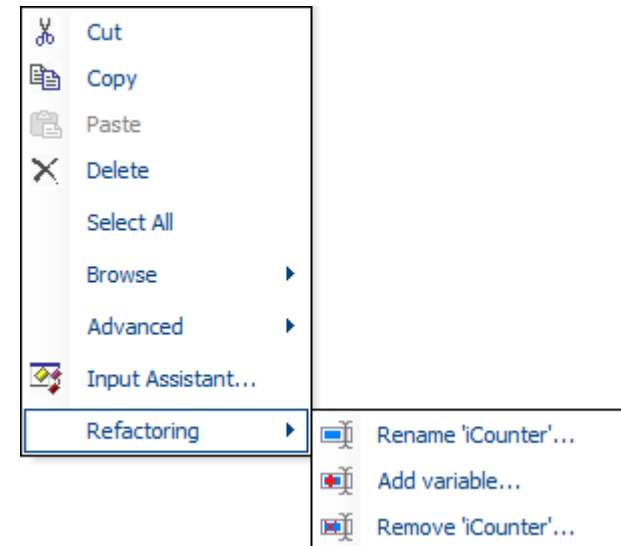 Cut
Copy
Paste
Delete
Select All
Browse
Advanced
Input Assistant...
Refactoring
Rename 'iCounter'...
Add variable...
Remove 'iCounter'...